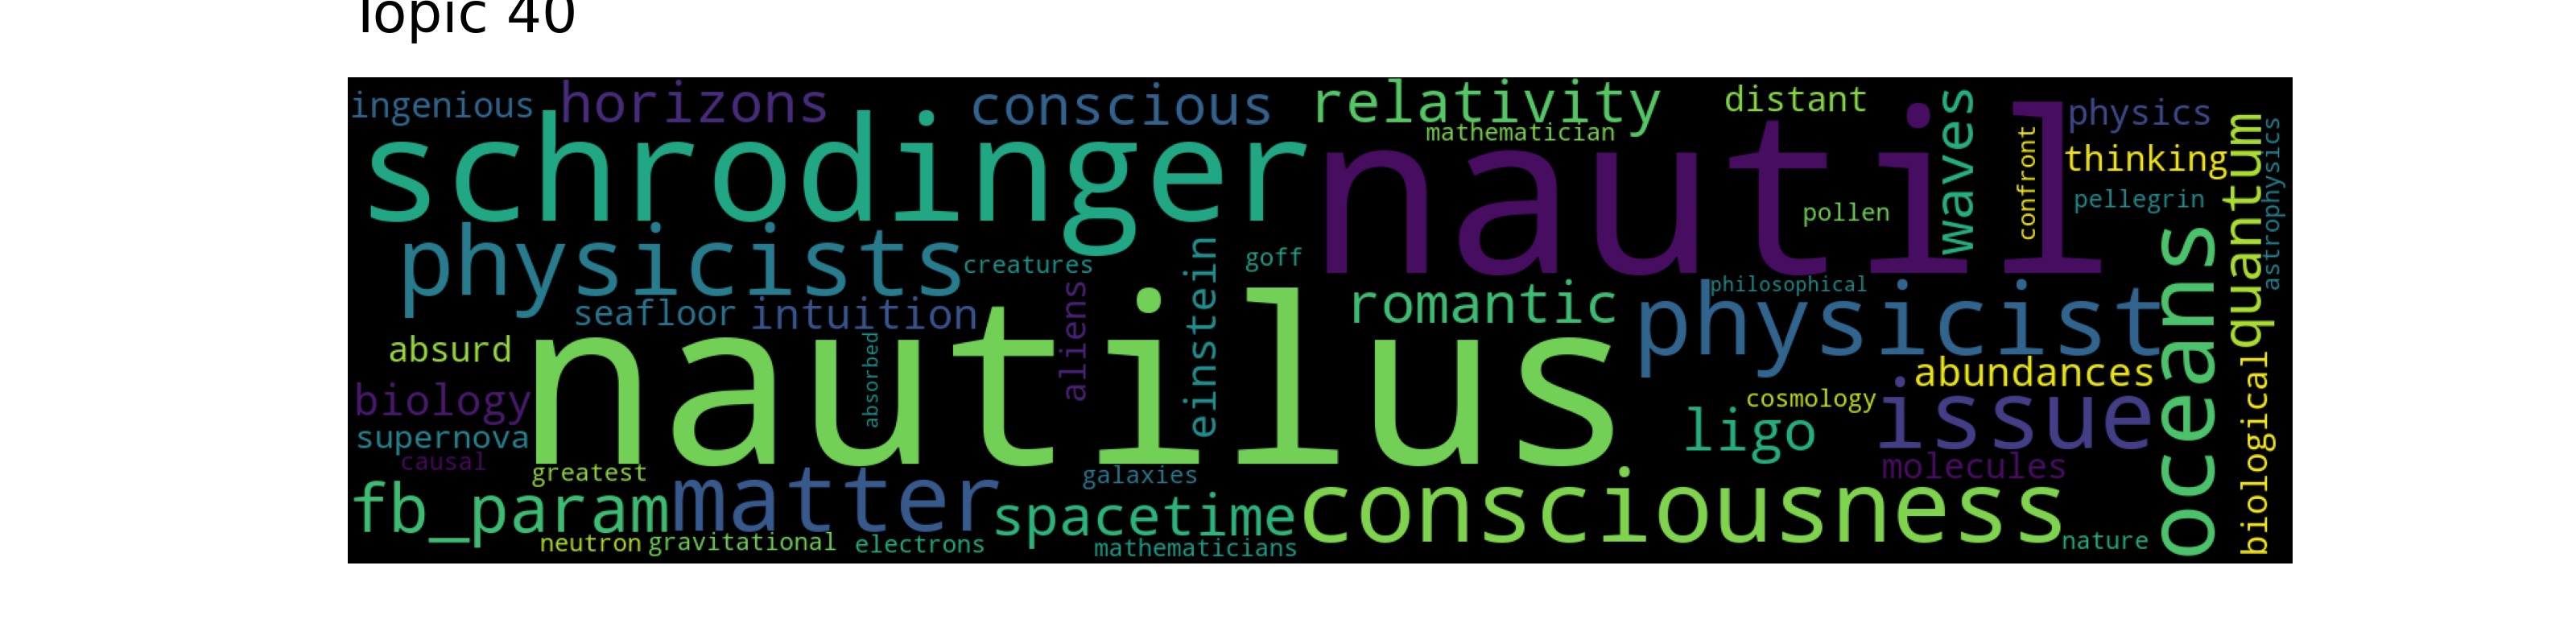 Topic 40
ingenious
horizons
conscious
relativity
distant
waves
physics
mathematician
schrodinger
nautil
confront
thinking
quantum
astrophysics
pellegrin
pollen
physicists
creatures
einstein
goff
oceans
seafloor
intuition
aliens
romantic
philosophical
physicist
absurd
nautilus
absorbed
abundances
biology
cosmology
issue
biological
supernova
ligo
causal
greatest
galaxies
molecules
fb_param
matter
spacetime
consciousness
neutron
gravitational
electrons
mathematicians
nature